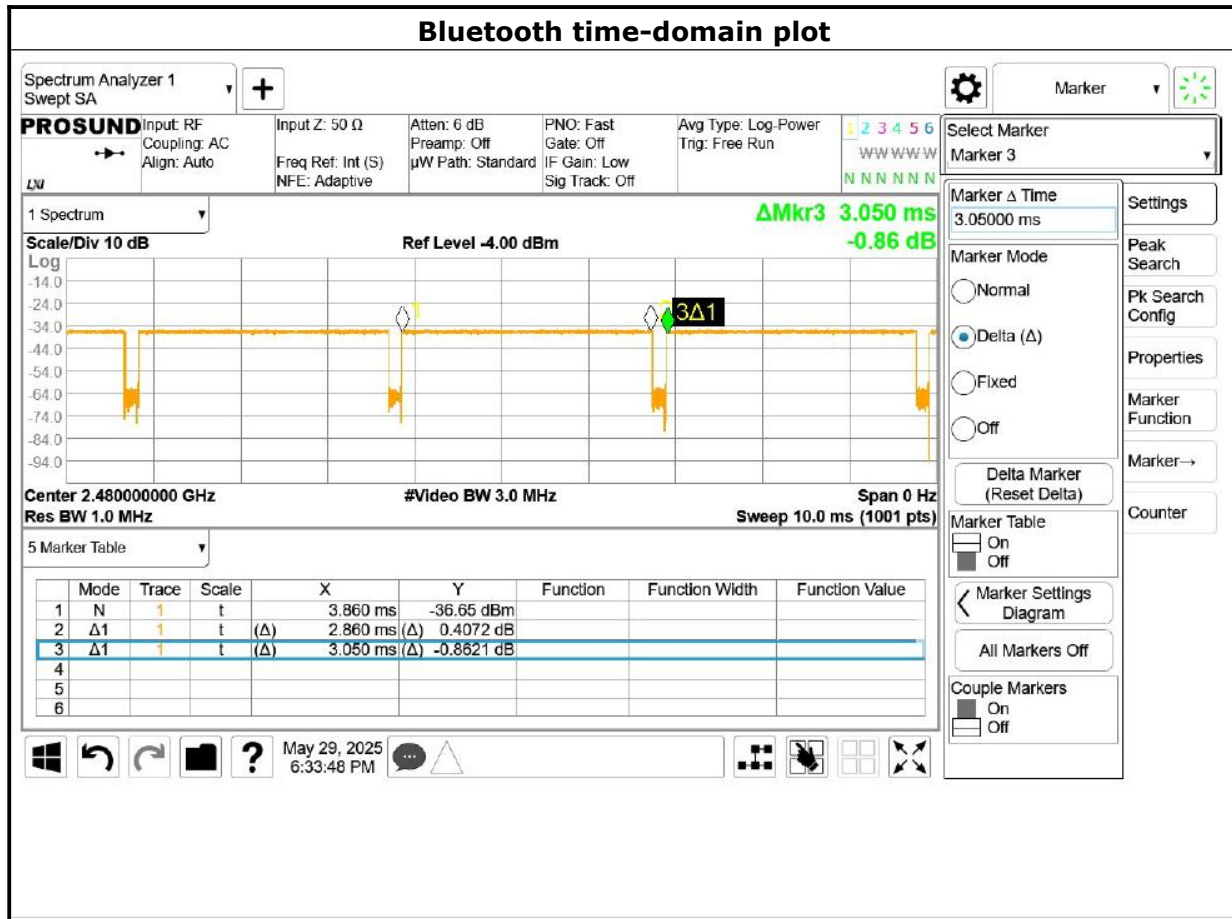 Bluetooth time-domain plot
Spectrum Analyzer 1
Swept SA
Marker
PROSUND
LXI
Input: RF
Coupling: AC
Align: Auto
Input Z: 50 Ω
Freq Ref: Int (S)
NFE: Adaptive
Atten: 6 dB
Preamp: Off
µW Path: Standard
PNO: Fast
Gate: Off
IF Gain: Low
Sig Track: Off
Avg Type: Log-Power
Trig: Free Run
1 2 3 4 5 6
W W W W W
N N N N N N
Select Marker
Marker 3
1 Spectrum
ΔMkr3 3.050 ms
-0.86 dB
Scale/Div 10 dB
Ref Level -4.00 dBm
Log
-14.0
-24.0
-34.0
-44.0
-54.0
-64.0
-74.0
-84.0
-94.0
1
3Δ1
Center 2.480000000 GHz
#Video BW 3.0 MHz
Span 0 Hz
Res BW 1.0 MHz
Sweep 10.0 ms (1001 pts)
5 Marker Table
Mode Trace Scale X Y Function Function Width Function Value
1 N 1 t 3.860 ms -36.65 dBm
2 Δ1 1 t (Δ) 2.860 ms (Δ) 0.4072 dB
3 Δ1 1 t (Δ) 3.050 ms (Δ) -0.8621 dB
4
5
6
Marker Δ Time
3.05000 ms
Marker Mode
Normal
Delta (Δ)
Fixed
Off
Delta Marker
(Reset Delta)
Marker Table
On
Off
Marker Settings
Diagram
All Markers Off
Couple Markers
On
Off
Settings
Peak
Search
Pk Search
Config
Properties
Marker
Function
Marker→
Counter
?
May 29, 2025
6:33:48 PM